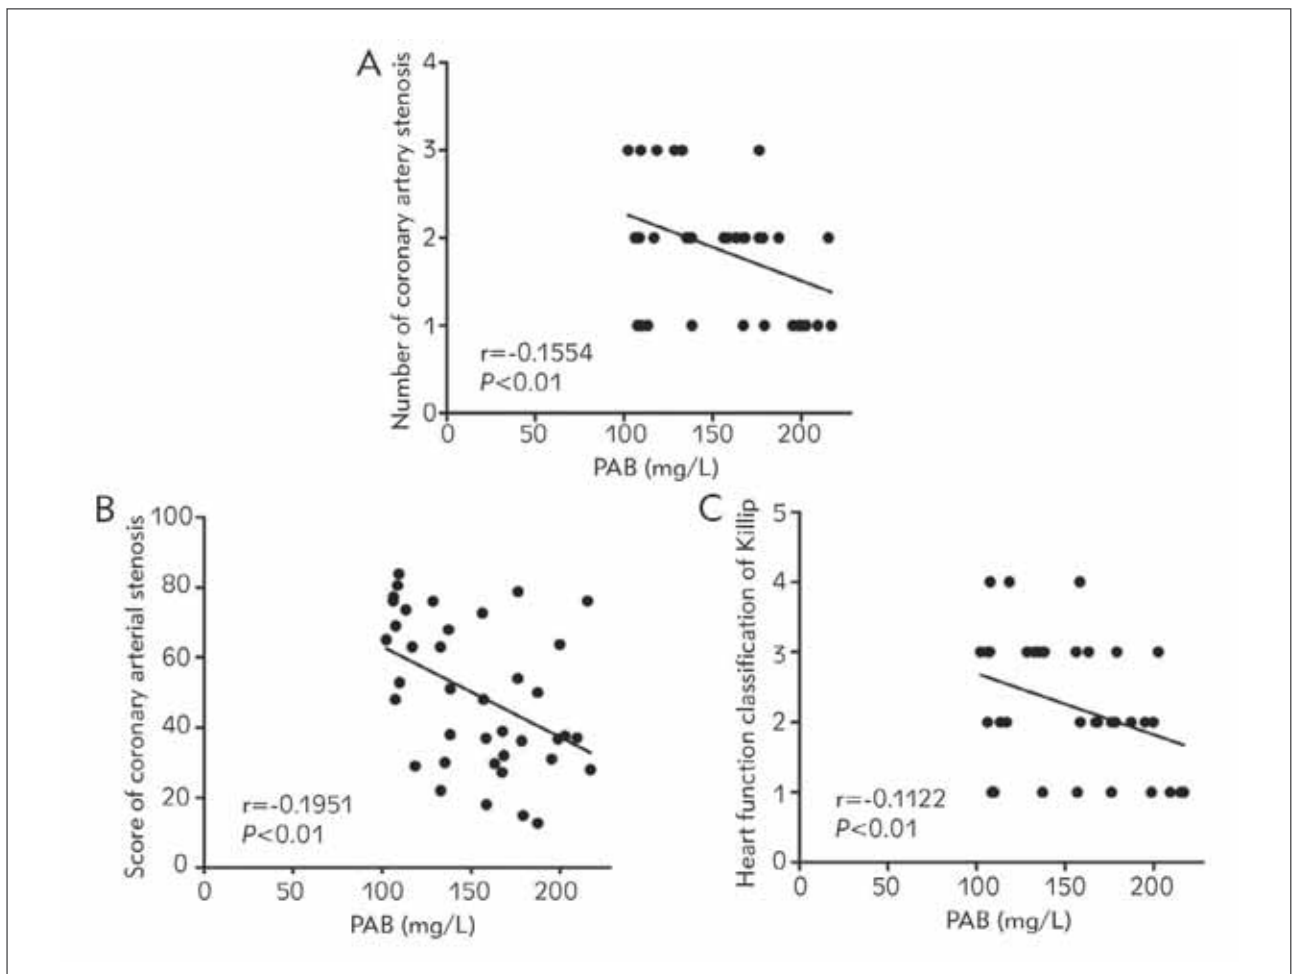 A
Number of coronary artery stenosis
4
3
2
1
0
r=-0.1554
P<0.01
0 50 100 150 200
PAB (mg/L)
B
Score of coronary arterial stenosis
100
80
60
40
20
0
r=-0.1951
P<0.01
0 50 100 150 200
PAB (mg/L)
C
Heart function classification of Killip
5
4
3
2
1
0
r=-0.1122
P<0.01
0 50 100 150 200
PAB (mg/L)